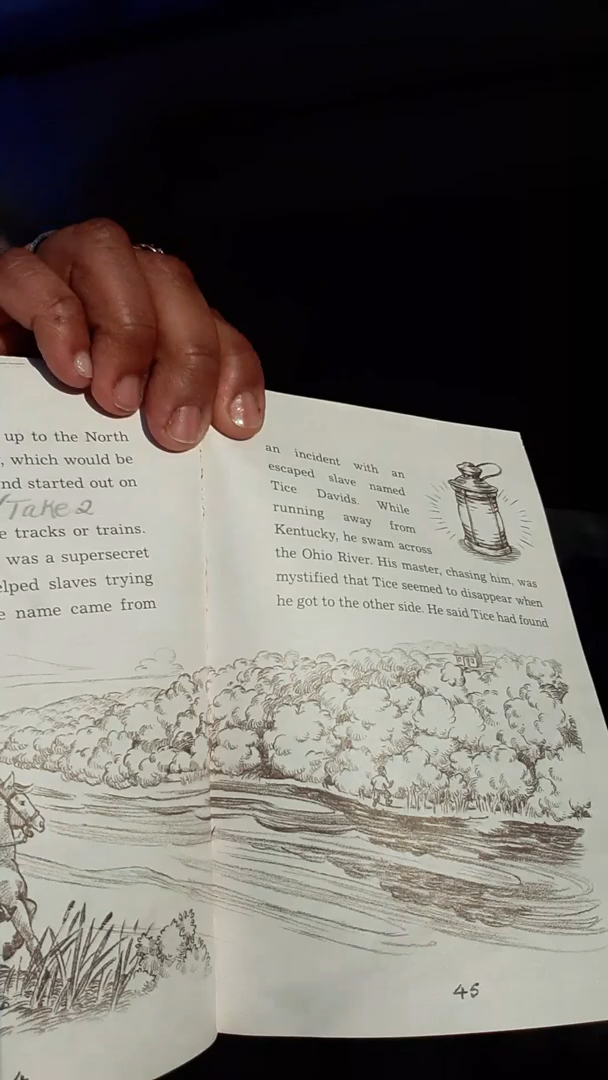 up to the North
, which would be
nd started out on
Take 2
e tracks or trains.
was a supersecret
elped slaves trying
e name came from
an incident with an
escaped slave named
Tice Davids. While
running away from
Kentucky, he swam across
the Ohio River. His master, chasing him, was
mystified that Tice seemed to disappear when
he got to the other side. He said Tice had found
45